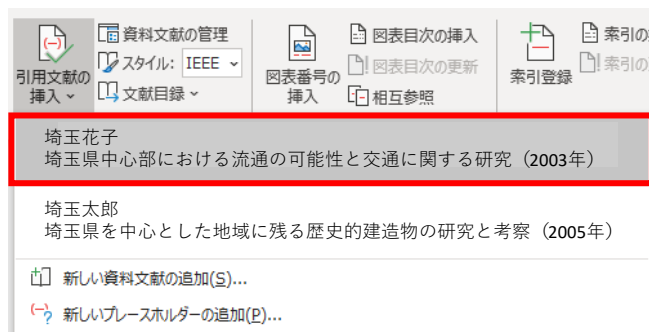 資料文献の管理
スタイル: IEEE
文献目録
引用文献の
挿入
図表番号の
挿入
図表目次の挿入
図表目次の更新
相互参照
索引登録
索引の
索引の
埼玉花子
埼玉県中心部における流通の可能性と交通に関する研究（2003年）
埼玉太郎
埼玉県を中心とした地域に残る歴史的建造物の研究と考察（2005年）
新しい資料文献の追加(S)...
新しいプレースホルダーの追加(P)...